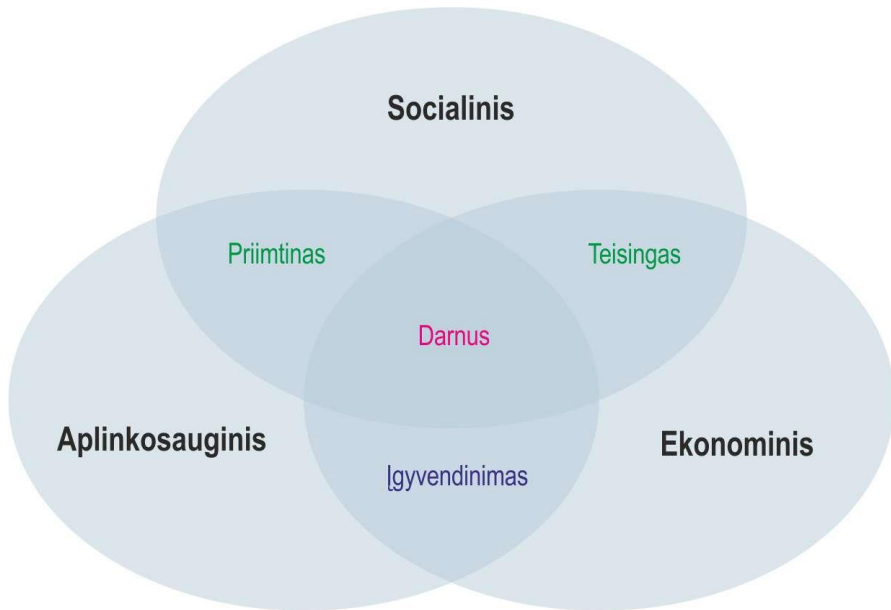 Socialinis
Priimtinas
Teisingas
Darnus
Aplinkosauginis
Ekonominis
Įgyvendinimas